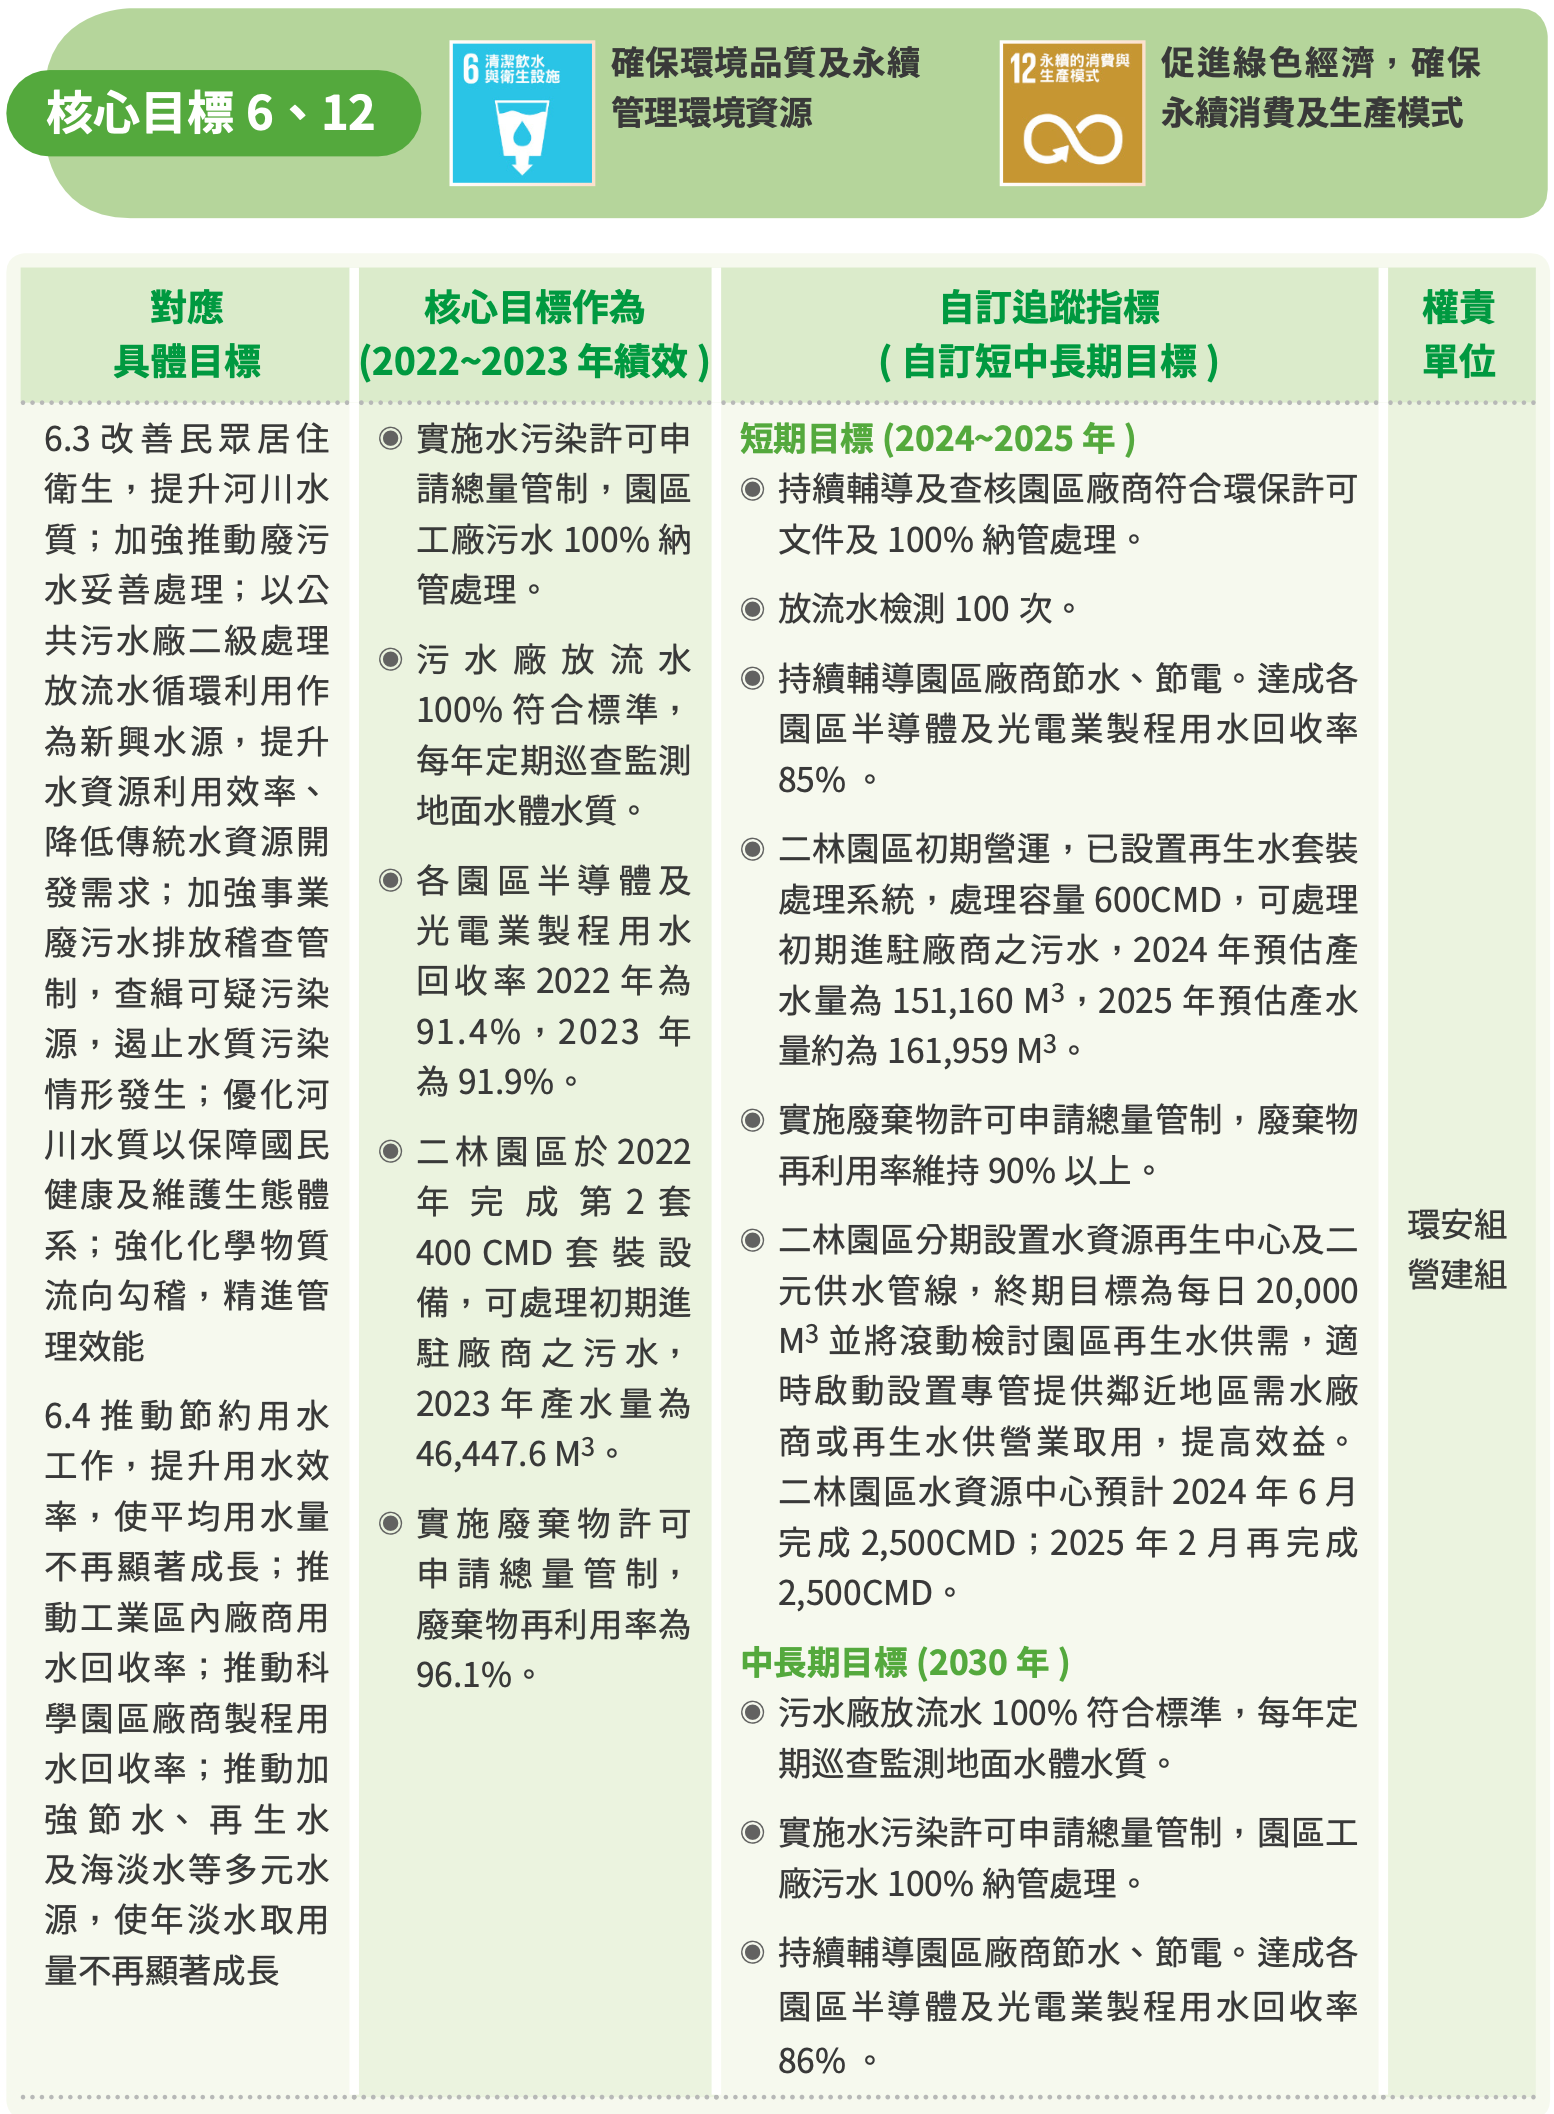 核心目標 6、12
6 清潔飲水
與衛生設施
確保環境品質及永續
管理環境資源
12 永續的消費與
生產模式
促進綠色經濟，確保
永續消費及生產模式
對應
具體目標
核心目標作為
(2022~2023 年績效 )
自訂追蹤指標
( 自訂短中長期目標 )
權責
單位
6.3 改善民眾居住
衛生，提升河川水
質；加強推動廢污
水妥善處理；以公
共污水廠二級處理
放流水循環利用作
為新興水源，提升
水資源利用效率、
降低傳統水資源開
發需求；加強事業
廢污水排放稽查管
制，查緝可疑污染
源，遏止水質污染
情形發生；優化河
川水質以保障國民
健康及維護生態體
系；強化化學物質
流向勾稽，精進管
理效能
6.4 推動節約用水
工作，提升用水效
率，使平均用水量
不再顯著成長；推
動工業區內廠商用
水回收率；推動科
學園區廠商製程用
水回收率；推動加
強節水、再生水
及海淡水等多元水
源，使年淡水取用
量不再顯著成長
◉ 實施水污染許可申
請總量管制，園區
工廠污水 100% 納
管處理。
◉ 污水廠放流水
100% 符合標準，
每年定期巡查監測
地面水體水質。
◉ 各園區半導體及
光電業製程用水
回收率 2022 年為
91.4%，2023 年
為 91.9%。
◉ 二林園區於 2022
年完成第 2 套
400 CMD 套裝設
備，可處理初期進
駐廠商之污水，
2023 年產水量為
46,447.6 M³。
◉ 實施廢棄物許可
申請總量管制，
廢棄物再利用率為
96.1%。
短期目標 (2024~2025 年 )
◉ 持續輔導及查核園區廠商符合環保許可
文件及 100% 納管處理。
◉ 放流水檢測 100 次。
◉ 持續輔導園區廠商節水、節電。達成各
園區半導體及光電業製程用水回收率
85% 。
◉ 二林園區初期營運，已設置再生水套裝
處理系統，處理容量 600CMD，可處理
初期進駐廠商之污水，2024 年預估產
水量為 151,160 M³，2025 年預估產水
量約為 161,959 M³。
◉ 實施廢棄物許可申請總量管制，廢棄物
再利用率維持 90% 以上。
◉ 二林園區分期設置水資源再生中心及二
元供水管線，終期目標為每日 20,000
M³ 並將滾動檢討園區再生水供需，適
時啟動設置專管提供鄰近地區需水廠
商或再生水供營業取用，提高效益。
二林園區水資源中心預計 2024 年 6 月
完成 2,500CMD；2025 年 2 月再完成
2,500CMD。
中長期目標 (2030 年 )
◉ 污水廠放流水 100% 符合標準，每年定
期巡查監測地面水體水質。
◉ 實施水污染許可申請總量管制，園區工
廠污水 100% 納管處理。
◉ 持續輔導園區廠商節水、節電。達成各
園區半導體及光電業製程用水回收率
86% 。
環安組
營建組